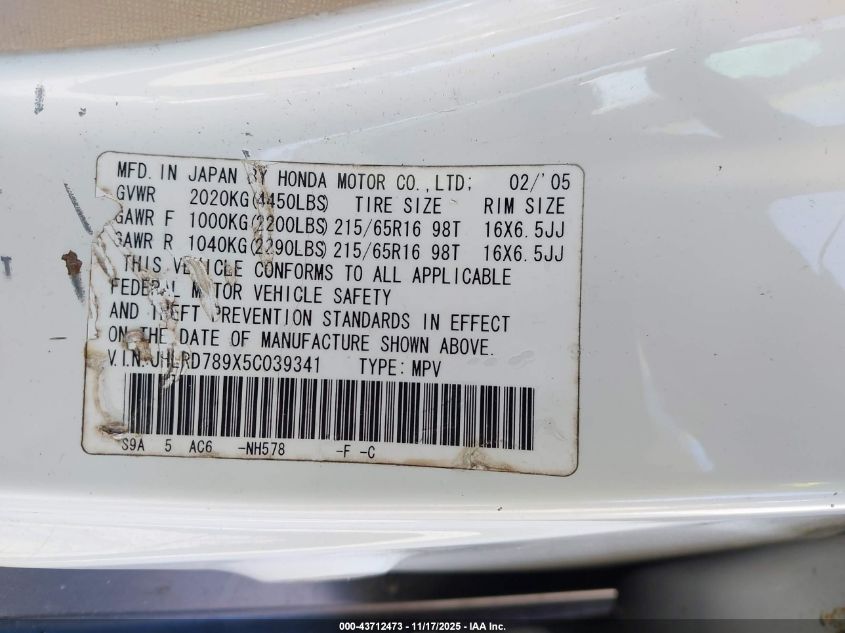 MFD. IN JAPAN BY HONDA MOTOR CO.,LTD; 02/'05
GVWR 2020KG(4450LBS) TIRE SIZE RIM SIZE
GAWR F 1000KG(2200LBS) 215/65R16 98T 16X6.5JJ
GAWR R 1040KG(2290LBS) 215/65R16 98T 16X6.5JJ
THIS VEHICLE CONFORMS TO ALL APPLICABLE
FEDERAL MOTOR VEHICLE SAFETY
AND THEFT PREVENTION STANDARDS IN EFFECT
ON THE DATE OF MANUFACTURE SHOWN ABOVE.
V.I.N. JHLRD789X5C039341 TYPE: MPV
S9A 5 AC6 -NH578 -F -C
000-43712473 - 11/17/2025 - IAA Inc.